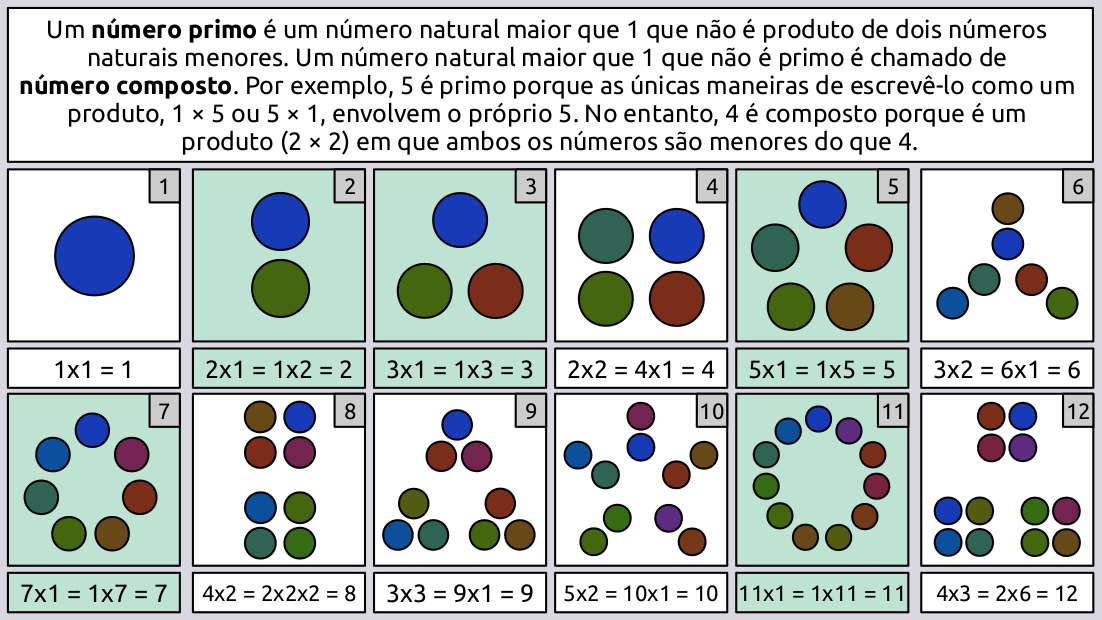 Um número primo é um número natural maior que 1 que não é produto de dois números
naturais menores. Um número natural maior que 1 que não é primo é chamado de
número composto. Por exemplo, 5 é primo porque as únicas maneiras de escrevê-lo como um
produto, 1 × 5 ou 5 × 1, envolvem o próprio 5. No entanto, 4 é composto porque é um
produto (2 × 2) em que ambos os números são menores do que 4.
1
2
3
4
5
6
1x1 = 1
2x1 = 1x2 = 2
3x1 = 1x3 = 3
2x2 = 4x1 = 4
5x1 = 1x5 = 5
3x2 = 6x1 = 6
7
8
9
10
11
12
7x1 = 1x7 = 7
4x2 = 2x2x2 = 8
3x3 = 9x1 = 9
5x2 = 10x1 = 10
11x1 = 1x11 = 11
4x3 = 2x6 = 12